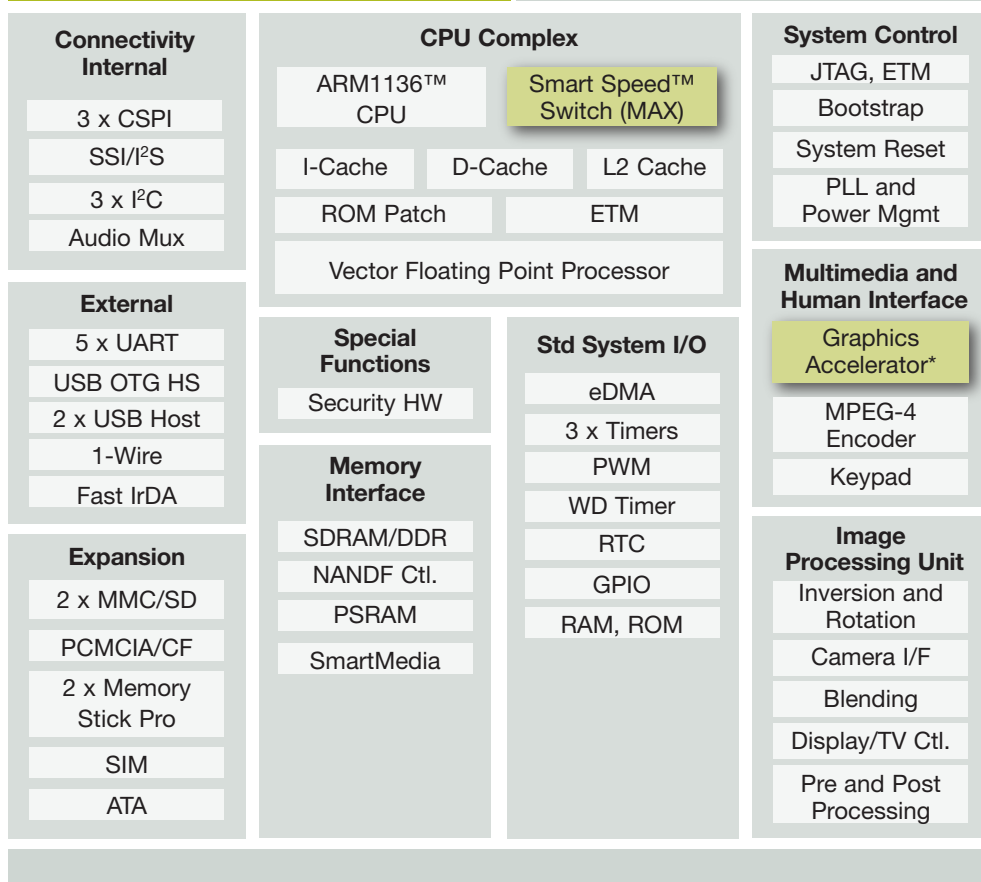 Connectivity
Internal
3 x CSPI
SSI/I²S
3 x I²C
Audio Mux
External
5 x UART
USB OTG HS
2 x USB Host
1-Wire
Fast IrDA
Expansion
2 x MMC/SD
PCMCIA/CF
2 x Memory
Stick Pro
SIM
ATA
CPU Complex
ARM1136™
CPU
Smart Speed™
Switch (MAX)
I-Cache
D-Cache
L2 Cache
ROM Patch
ETM
Vector Floating Point Processor
Special
Functions
Security HW
Memory
Interface
SDRAM/DDR
NANDF Ctl.
PSRAM
SmartMedia
Std System I/O
eDMA
3 x Timers
PWM
WD Timer
RTC
GPIO
RAM, ROM
System Control
JTAG, ETM
Bootstrap
System Reset
PLL and
Power Mgmt
Multimedia and
Human Interface
Graphics
Accelerator*
MPEG-4
Encoder
Keypad
Image
Processing Unit
Inversion and
Rotation
Camera I/F
Blending
Display/TV Ctl.
Pre and Post
Processing